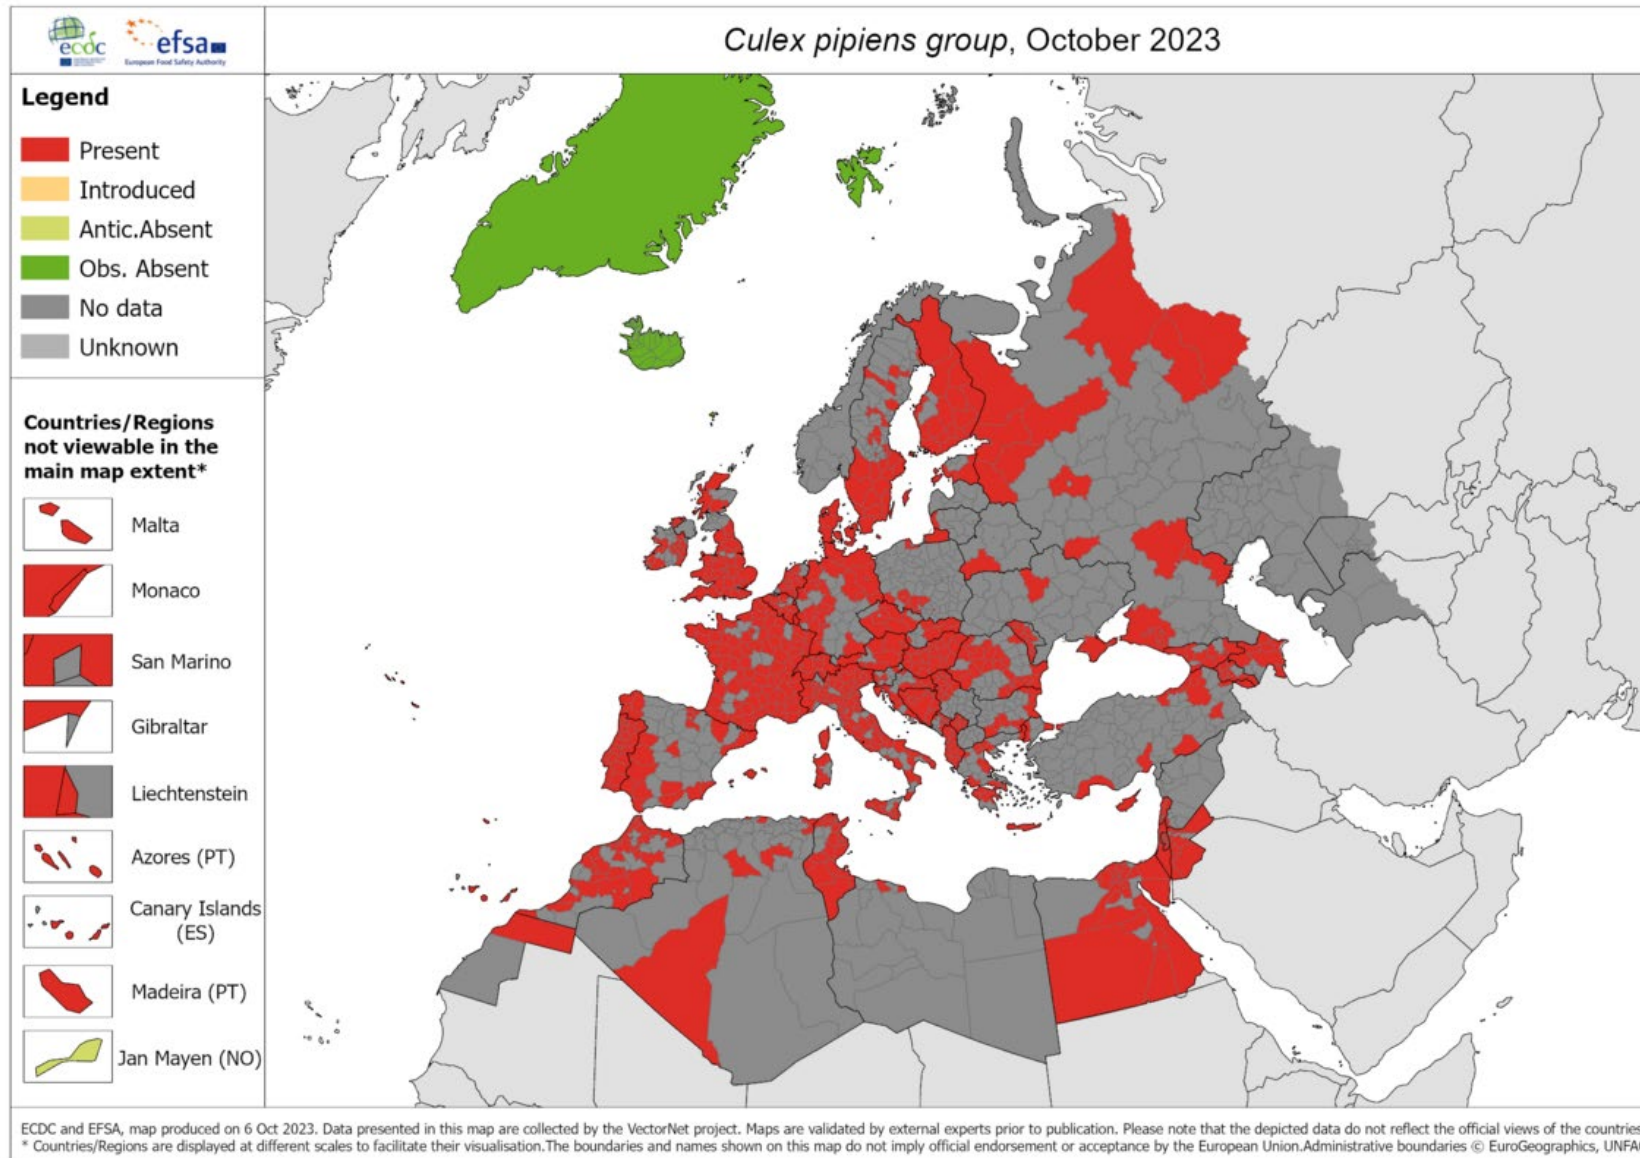 ecdc
efsa
European Food Safety Authority
Culex pipiens group, October 2023
Legend
Present
Introduced
Antic.Absent
Obs. Absent
No data
Unknown
Countries/Regions
not viewable in the
main map extent*
Malta
Monaco
San Marino
Gibraltar
Liechtenstein
Azores (PT)
Canary Islands
(ES)
Madeira (PT)
Jan Mayen (NO)
ECDC and EFSA, map produced on 6 Oct 2023. Data presented in this map are collected by the VectorNet project. Maps are validated by external experts prior to publication. Please note that the depicted data do not reflect the official views of the countries
* Countries/Regions are displayed at different scales to facilitate their visualisation.The boundaries and names shown on this map do not imply official endorsement or acceptance by the European Union.Administrative boundaries © EuroGeographics,